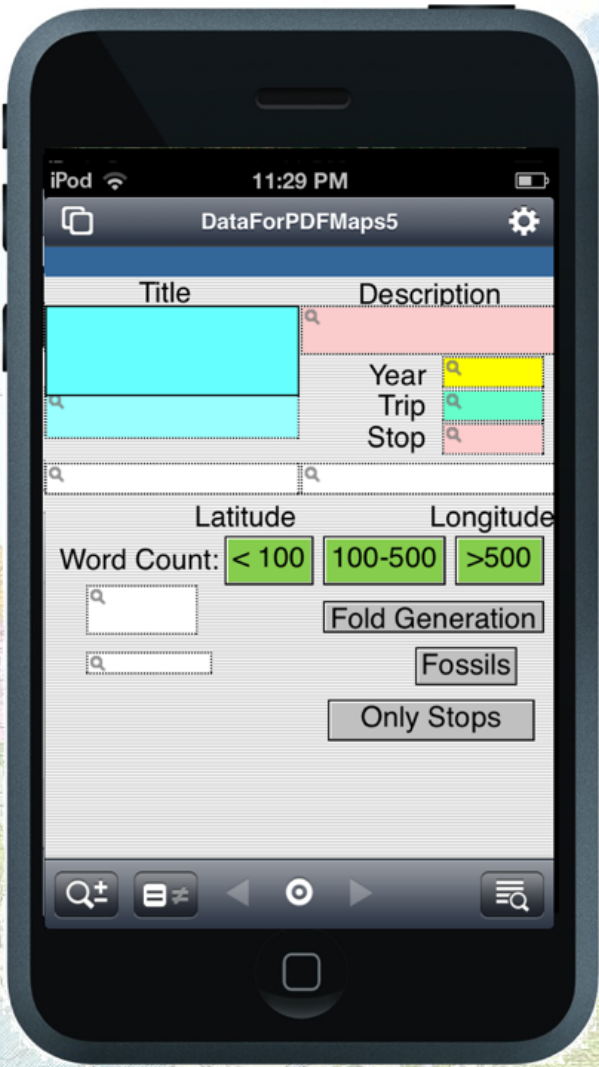 iPod 11:29 PM
DataForPDFMaps5
Title Description
Year
Trip
Stop
Latitude Longitude
Word Count: < 100 100-500 >500
Fold Generation
Fossils
Only Stops